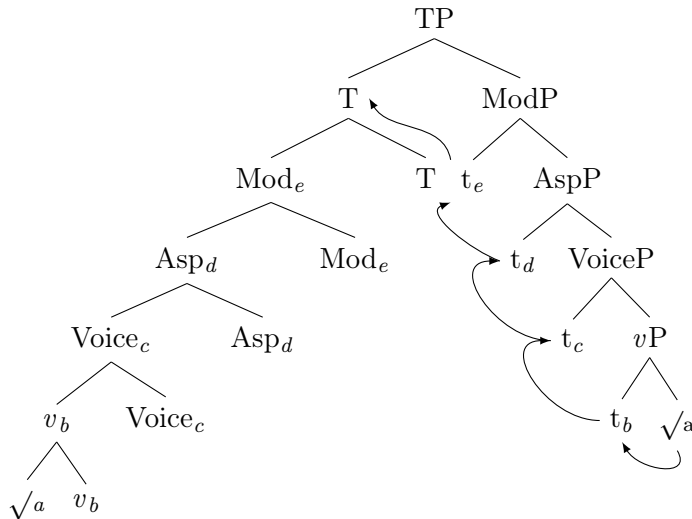 TP
T ModP
Mod_e T t_e AspP
Asp_d Mod_e t_d VoiceP
Voice_c Asp_d t_c vP
v_b Voice_c t_b √a
√a v_b